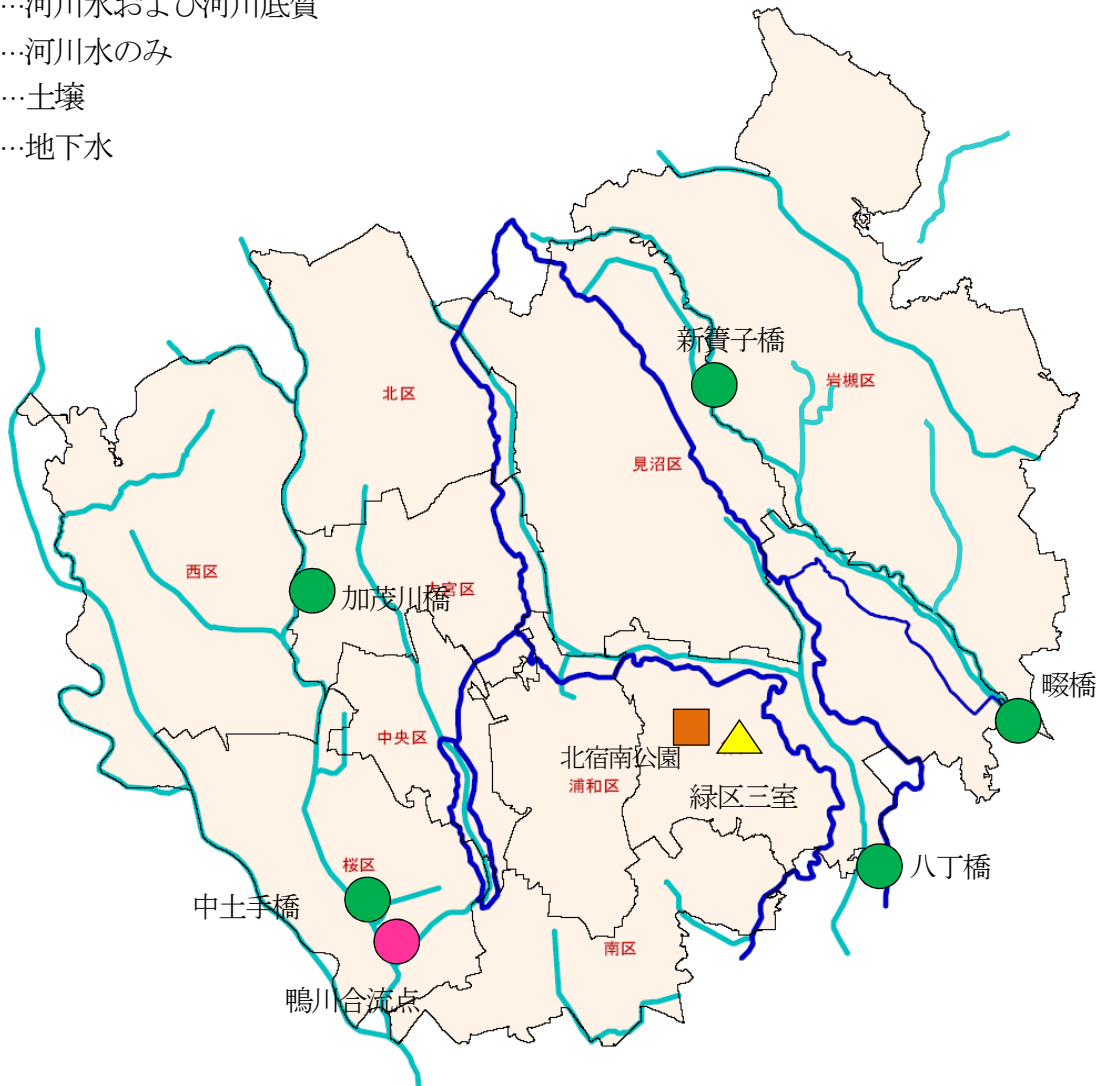 …河川水および河川底質
…河川水のみ
…土壌
…地下水
新簀子橋
岩槻区
北区
見沼区
西区
加茂川橋
大宮区
畷橋
中央区
北宿南公園
浦和区
緑区三室
桜区
八丁橋
中土手橋
南区
鴨川合流点